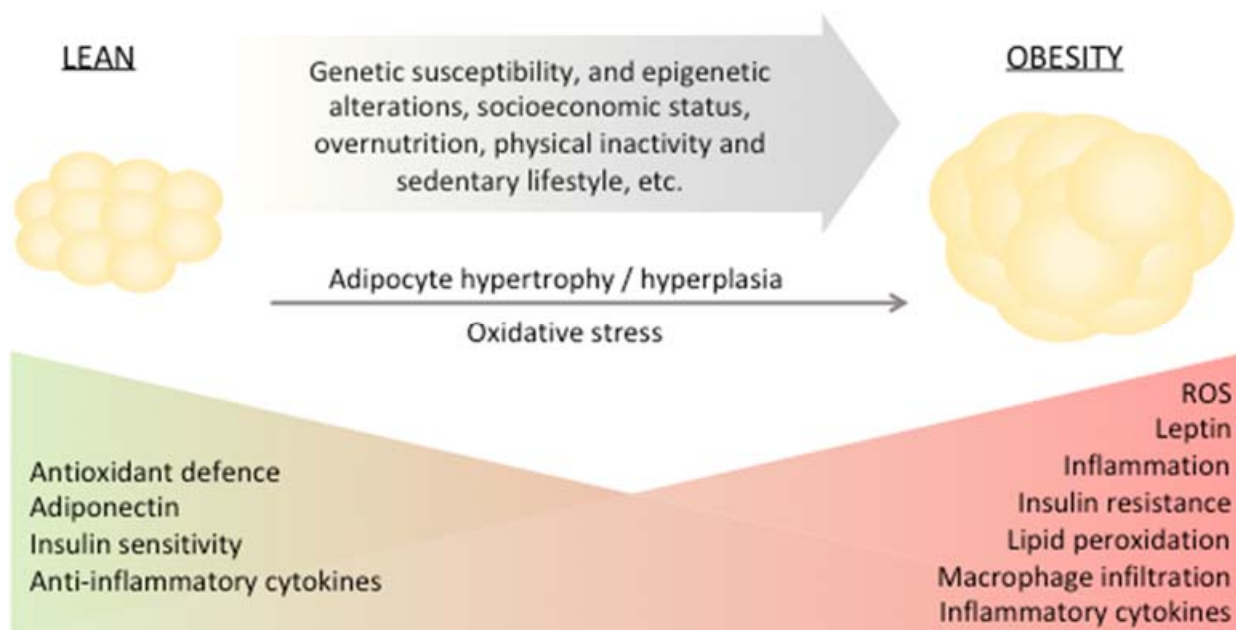 LEAN
Genetic susceptibility, and epigenetic
alterations, socioeconomic status,
overnutrition, physical inactivity and
sedentary lifestyle, etc.
OBESITY
Adipocyte hypertrophy / hyperplasia
Oxidative stress
Antioxidant defence
Adiponectin
Insulin sensitivity
Anti-inflammatory cytokines
ROS
Leptin
Inflammation
Insulin resistance
Lipid peroxidation
Macrophage infiltration
Inflammatory cytokines